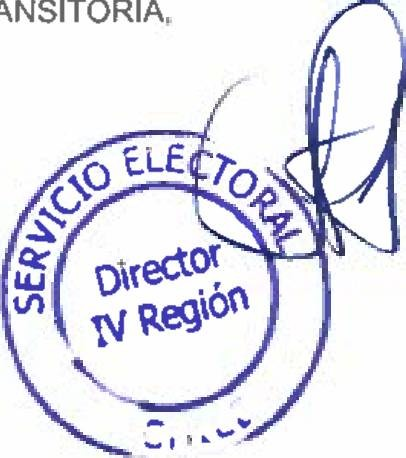 ANSITORIA,
SERVICIO ELECTORAL
Director
IV Región